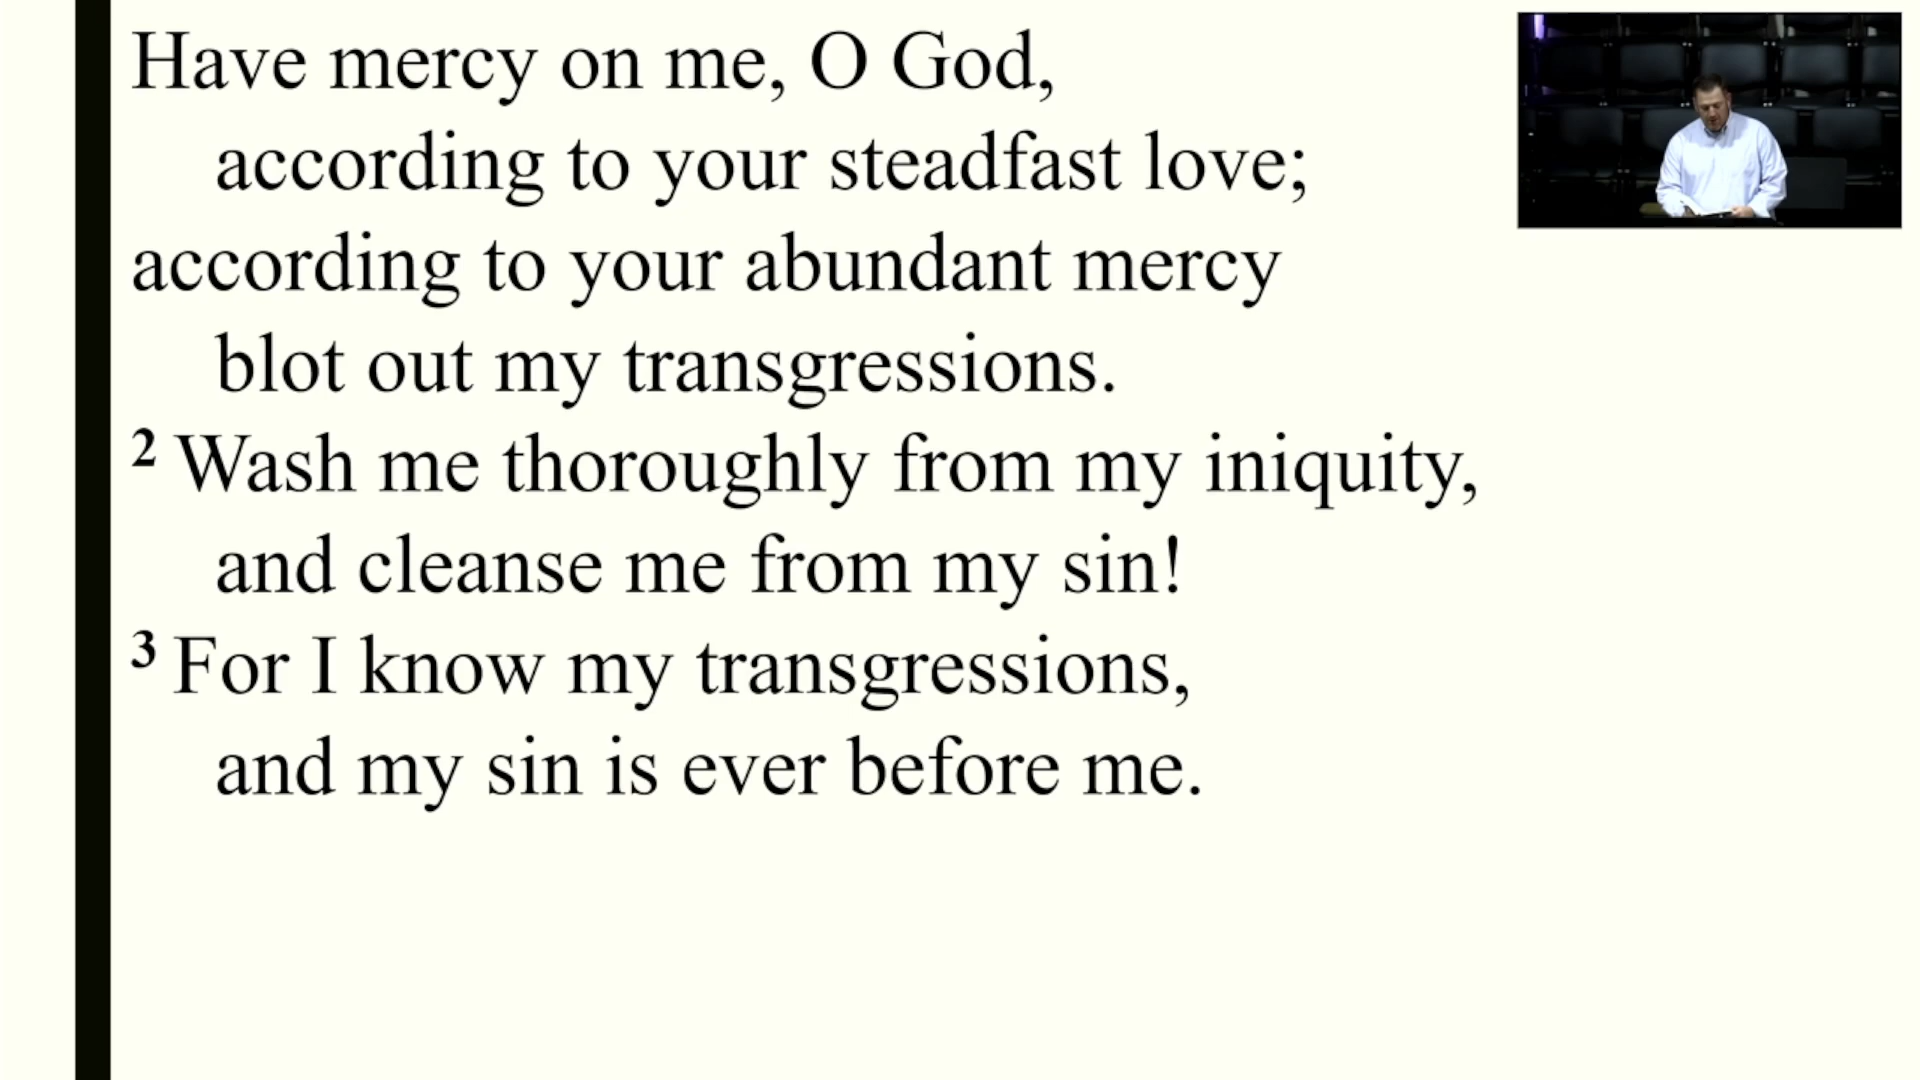 Have mercy on me, O God,
according to your steadfast love;
according to your abundant mercy
blot out my transgressions.
2 Wash me thoroughly from my iniquity,
and cleanse me from my sin!
3 For I know my transgressions,
and my sin is ever before me.